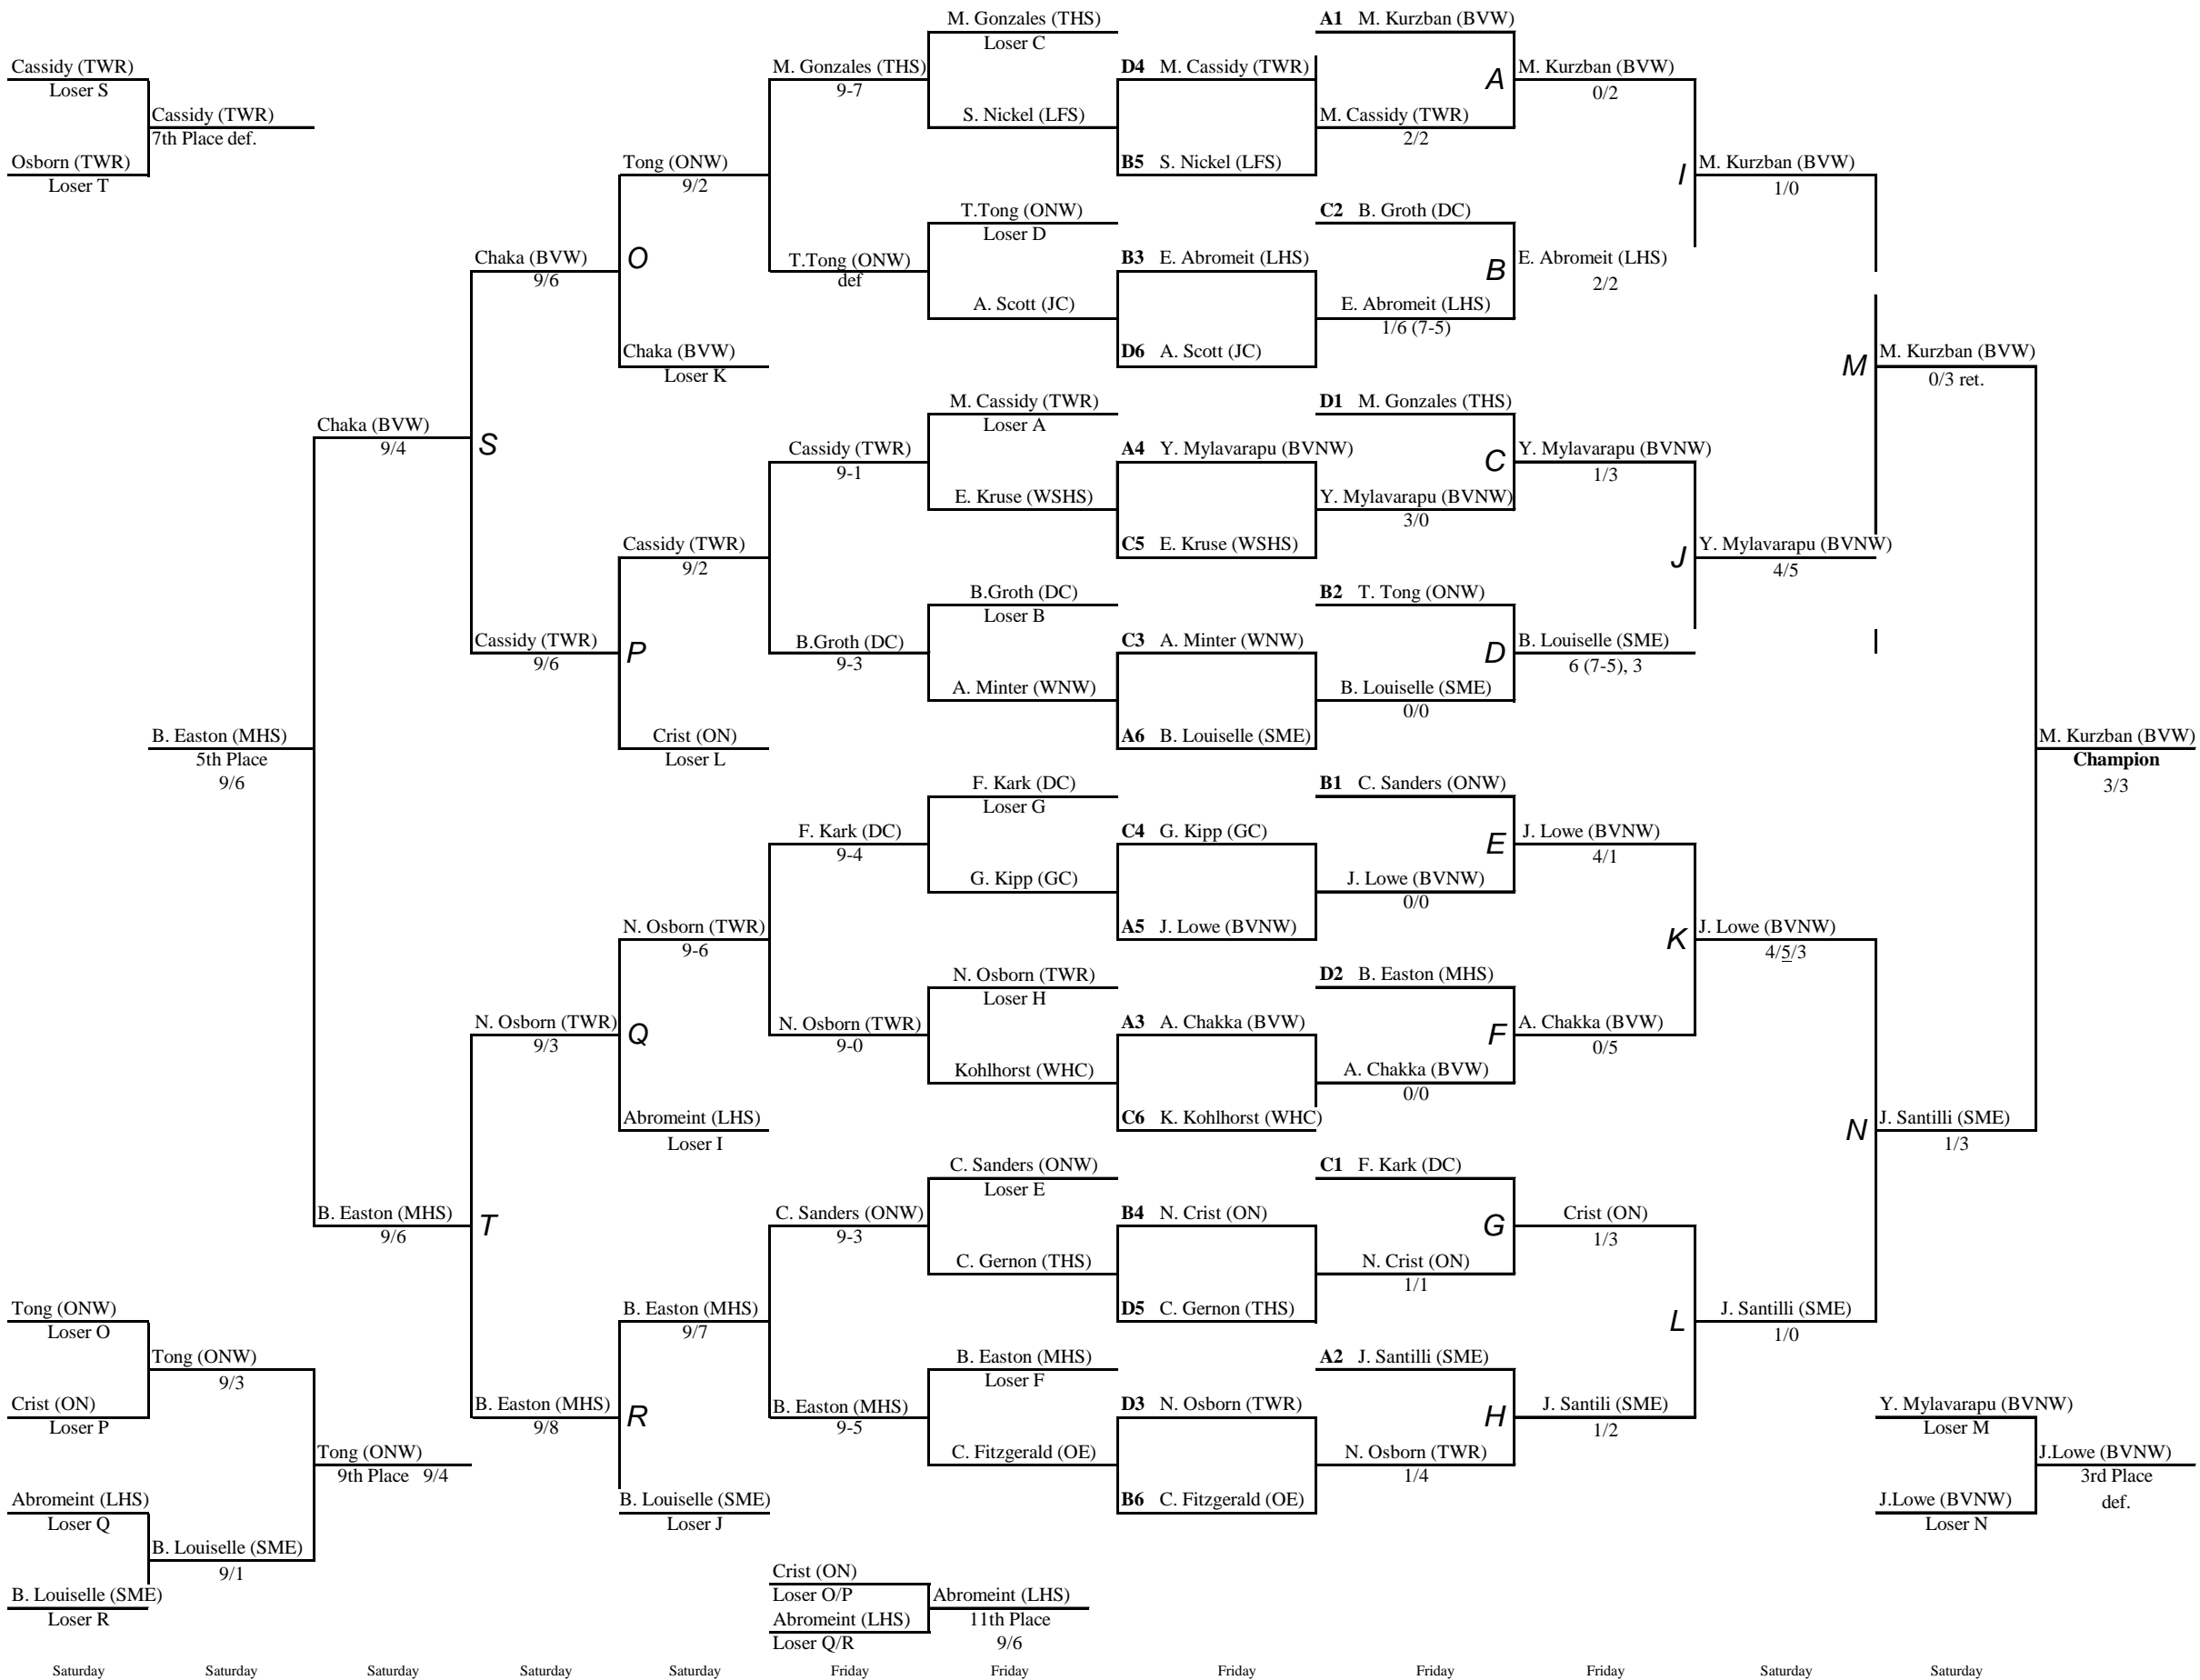 M. Gonzales (THS)
Loser C
A1 M. Kurzban (BVW)
Cassidy (TWR)
Loser S
M. Gonzales (THS)
9-7
D4 M. Cassidy (TWR)
A
M. Kurzban (BVW)
0/2
Cassidy (TWR)
7th Place def.
S. Nickel (LFS)
M. Cassidy (TWR)
2/2
Osborn (TWR)
Loser T
Tong (ONW)
9/2
B5 S. Nickel (LFS)
I
M. Kurzban (BVW)
1/0
T.Tong (ONW)
Loser D
C2 B. Groth (DC)
Chaka (BVW)
9/6
O
T.Tong (ONW)
def
B3 E. Abromeit (LHS)
B
E. Abromeit (LHS)
2/2
A. Scott (JC)
E. Abromeit (LHS)
1/6 (7-5)
Chaka (BVW)
Loser K
D6 A. Scott (JC)
M
M. Kurzban (BVW)
0/3 ret.
M. Cassidy (TWR)
Loser A
D1 M. Gonzales (THS)
Chaka (BVW)
9/4
S
Cassidy (TWR)
9-1
A4 Y. Mylavarapu (BVNW)
C
Y. Mylavarapu (BVNW)
1/3
E. Kruse (WSHS)
Y. Mylavarapu (BVNW)
3/0
Cassidy (TWR)
9/2
C5 E. Kruse (WSHS)
J
Y. Mylavarapu (BVNW)
4/5
B.Groth (DC)
Loser B
B2 T. Tong (ONW)
Cassidy (TWR)
9/6
P
B.Groth (DC)
9-3
C3 A. Minter (WNW)
D
B. Louiselle (SME)
6 (7-5), 3
A. Minter (WNW)
B. Louiselle (SME)
0/0
B. Easton (MHS)
5th Place
9/6
Crist (ON)
Loser L
A6 B. Louiselle (SME)
M. Kurzban (BVW)
Champion
3/3
F. Kark (DC)
Loser G
B1 C. Sanders (ONW)
F. Kark (DC)
9-4
C4 G. Kipp (GC)
E
J. Lowe (BVNW)
4/1
G. Kipp (GC)
J. Lowe (BVNW)
0/0
N. Osborn (TWR)
9-6
A5 J. Lowe (BVNW)
K
J. Lowe (BVNW)
4/5/3
N. Osborn (TWR)
Loser H
D2 B. Easton (MHS)
N. Osborn (TWR)
9/3
Q
N. Osborn (TWR)
9-0
A3 A. Chakka (BVW)
F
A. Chakka (BVW)
0/5
Kohlhorst (WHC)
A. Chakka (BVW)
0/0
Abromeint (LHS)
Loser I
C6 K. Kohlhorst (WHC)
N
J. Santilli (SME)
1/3
C. Sanders (ONW)
Loser E
C1 F. Kark (DC)
B. Easton (MHS)
9/6
T
C. Sanders (ONW)
9-3
B4 N. Crist (ON)
G
Crist (ON)
1/3
C. Gernon (THS)
N. Crist (ON)
1/1
Tong (ONW)
Loser O
B. Easton (MHS)
9/7
D5 C. Gernon (THS)
L
J. Santilli (SME)
1/0
Tong (ONW)
9/3
B. Easton (MHS)
Loser F
A2 J. Santilli (SME)
Crist (ON)
Loser P
B. Easton (MHS)
9/8
R
B. Easton (MHS)
9-5
D3 N. Osborn (TWR)
H
J. Santili (SME)
1/2
Y. Mylavarapu (BVNW)
Loser M
Tong (ONW)
9th Place 9/4
C. Fitzgerald (OE)
N. Osborn (TWR)
1/4
J.Lowe (BVNW)
3rd Place
def.
Abromeint (LHS)
Loser Q
B. Louiselle (SME)
Loser J
B6 C. Fitzgerald (OE)
J.Lowe (BVNW)
Loser N
B. Louiselle (SME)
9/1
B. Louiselle (SME)
Loser R
Crist (ON)
Loser O/P
Abromeint (LHS)
11th Place
9/6
Abromeint (LHS)
Loser Q/R
Saturday Saturday Saturday Saturday Saturday Friday Friday Friday Friday Friday Saturday Saturday